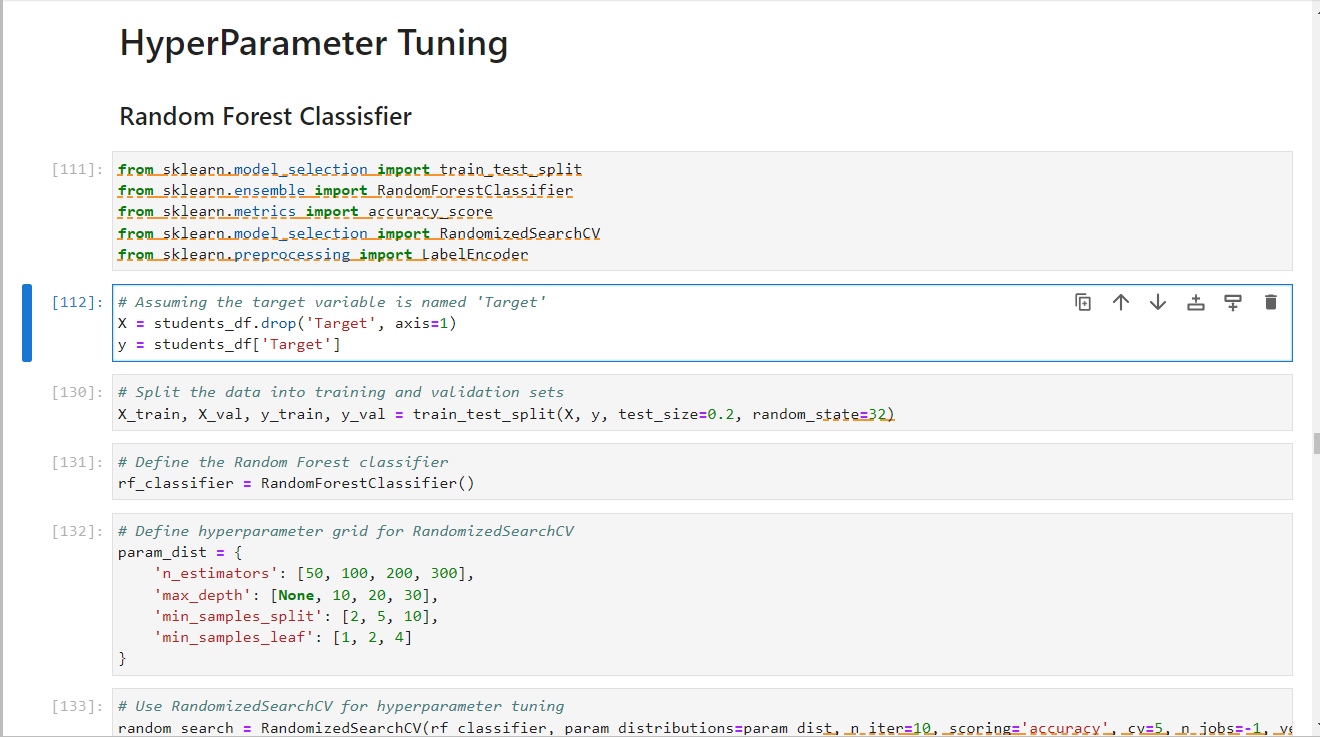 HyperParameter Tuning
Random Forest Classisfier
[111]:
from sklearn.model_selection import train_test_split
from sklearn.ensemble import RandomForestClassifier
from sklearn.metrics import accuracy_score
from sklearn.model_selection import RandomizedSearchCV
from sklearn.preprocessing import LabelEncoder
[112]:
# Assuming the target variable is named 'Target'
X = students_df.drop('Target', axis=1)
y = students_df['Target']
[130]:
# Split the data into training and validation sets
X_train, X_val, y_train, y_val = train_test_split(X, y, test_size=0.2, random_state=32)
[131]:
# Define the Random Forest classifier
rf_classifier = RandomForestClassifier()
[132]:
# Define hyperparameter grid for RandomizedSearchCV
param_dist = {
    'n_estimators': [50, 100, 200, 300],
    'max_depth': [None, 10, 20, 30],
    'min_samples_split': [2, 5, 10],
    'min_samples_leaf': [1, 2, 4]
}
[133]:
# Use RandomizedSearchCV for hyperparameter tuning
random_search = RandomizedSearchCV(rf_classifier, param_distributions=param_dist, n_iter=10, scoring='accuracy', cv=5, n_jobs=-1,